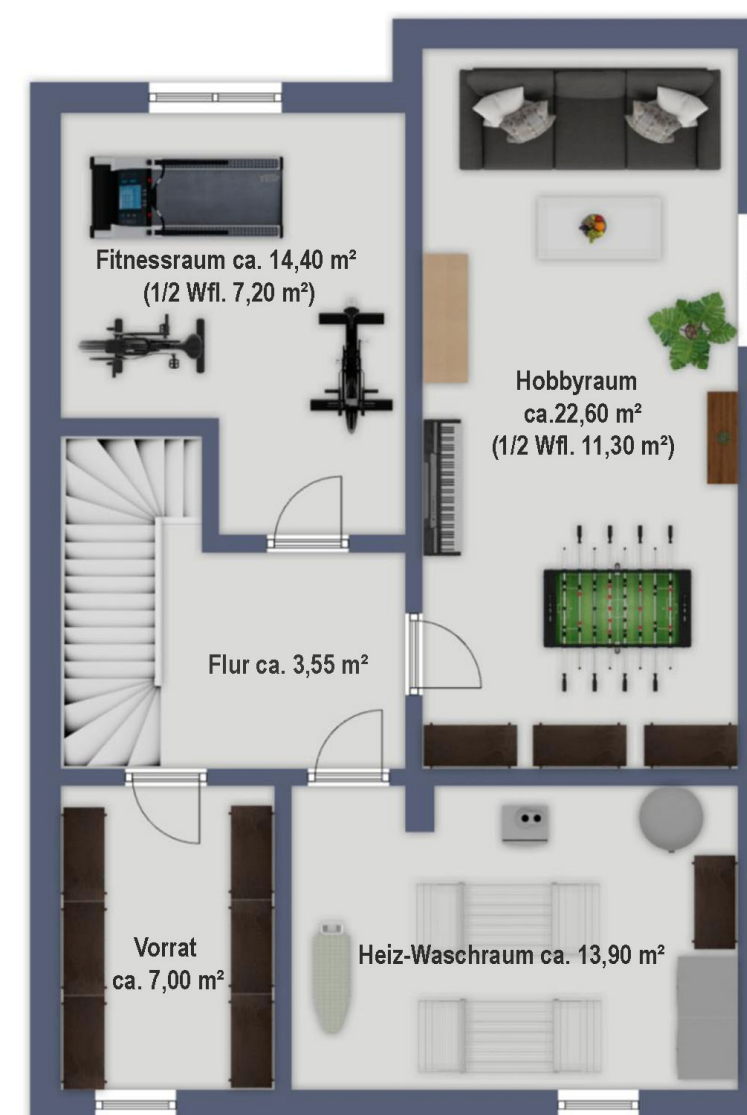 Fitnessraum ca. 14,40 m²
(1/2 Wfl. 7,20 m²)
Hobbyraum
ca.22,60 m²
(1/2 Wfl. 11,30 m²)
Flur ca. 3,55 m²
Vorrat
ca. 7,00 m²
Heiz-Waschraum ca. 13,90 m²